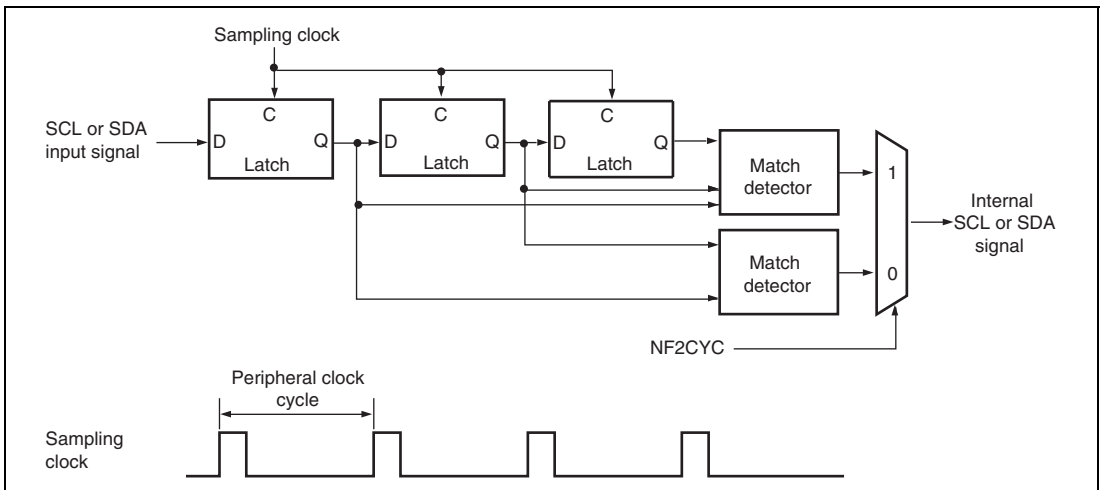 Sampling clock
SCL or SDA
input signal
C
D
Q
Latch
C
D
Q
Latch
C
D
Q
Latch
Match
detector
1
Match
detector
0
Internal
SCL or SDA
signal
NF2CYC
Peripheral clock
cycle
Sampling
clock